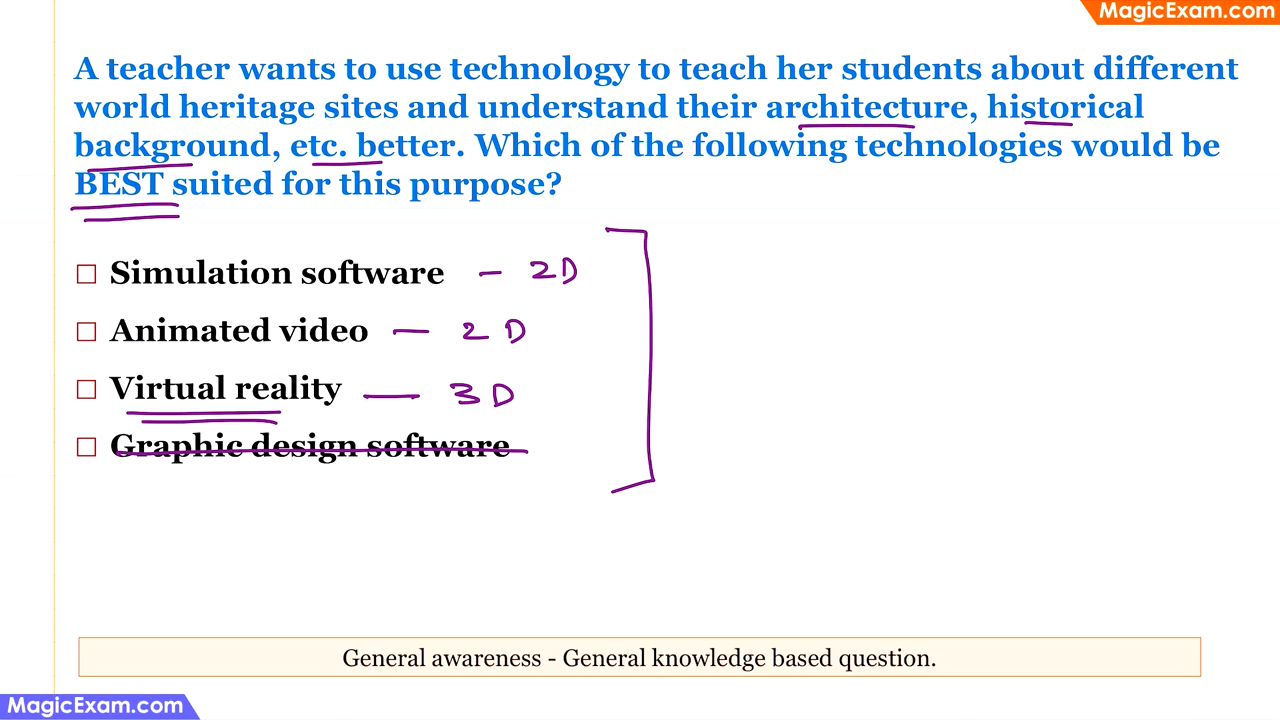 MagicExam.com
A teacher wants to use technology to teach her students about different
world heritage sites and understand their architecture, historical
background, etc. better. Which of the following technologies would be
BEST suited for this purpose?
Simulation software - 2D
Animated video - 2D
Virtual reality - 3D
Graphic design software
General awareness - General knowledge based question.
MagicExam.com